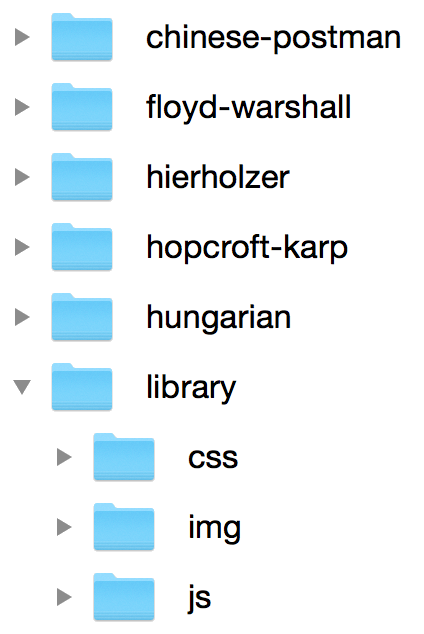 chinese-postman
floyd-warshall
hierholzer
hopcroft-karp
hungarian
library
css
img
js